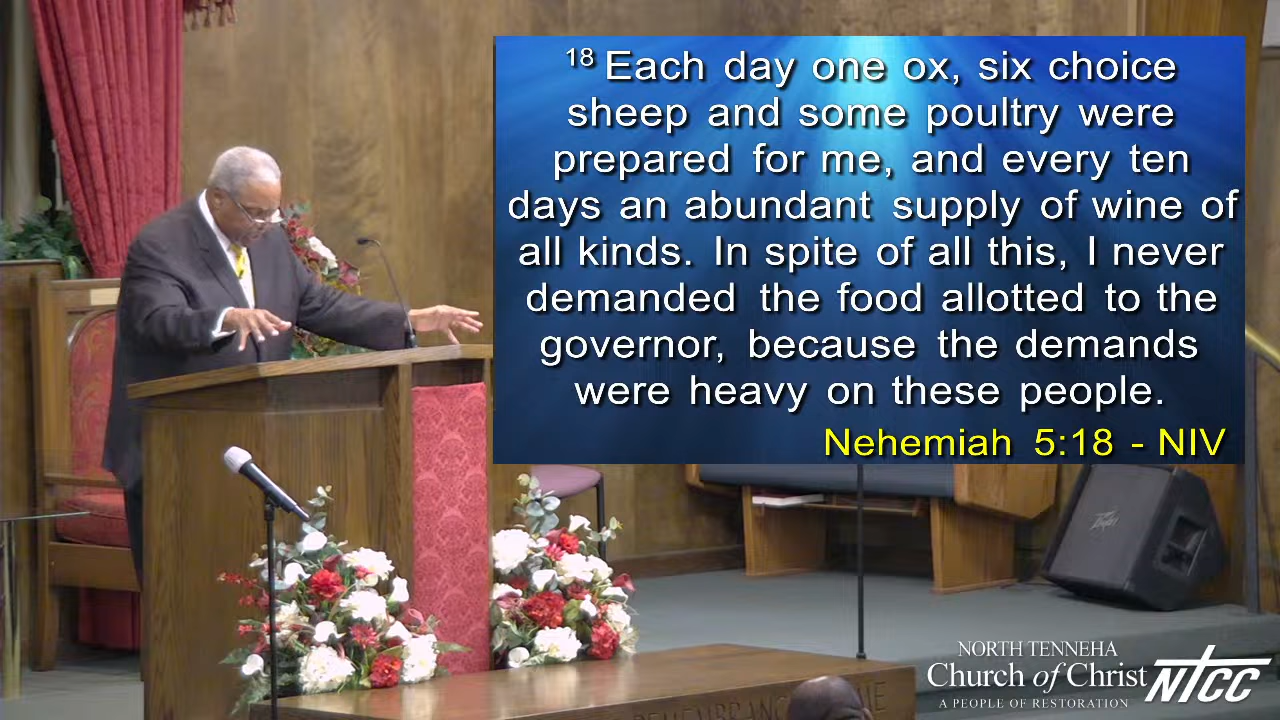 18 Each day one ox, six choice
sheep and some poultry were
prepared for me, and every ten
days an abundant supply of wine of
all kinds. In spite of all this, I never
demanded the food allotted to the
governor, because the demands
were heavy on these people.
Nehemiah 5:18 - NIV
PEAVEY
NORTH TENNEHA
Church of Christ
A PEOPLE OF RESTORATION
NTCC
REMEMBRANCE ME